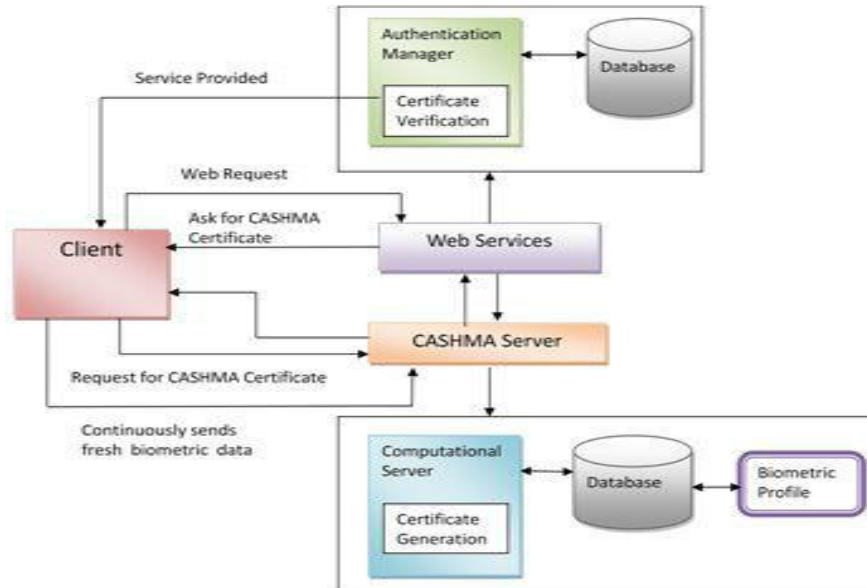 Authentication
Manager
Database
Service Provided
Certificate
Verification
Web Request
Ask for CASHMA
Certificate
Client
Web Services
CASHMA Server
Request for CASHMA Certificate
Continuously sends
fresh biometric data
Computational
Server
Database
Biometric
Profile
Certificate
Generation